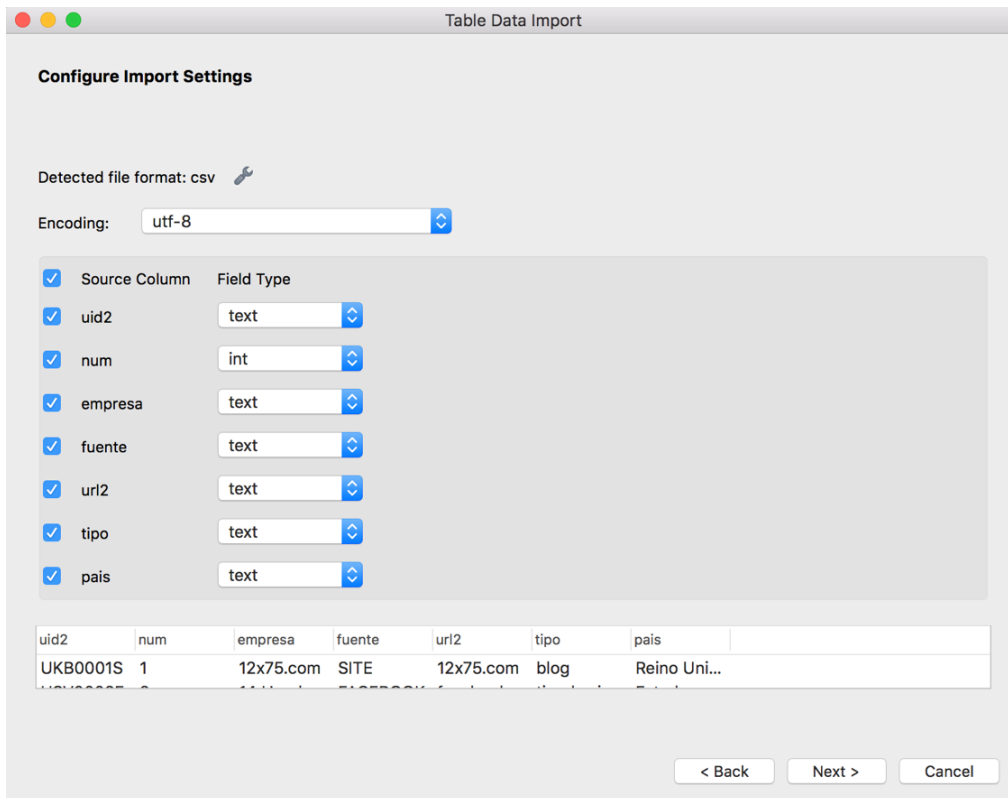 Table Data Import
Configure Import Settings
Detected file format: csv
Encoding: utf-8
Source Column Field Type
uid2 text
num int
empresa text
fuente text
url2 text
tipo text
pais text
uid2 num empresa fuente url2 tipo pais
UKB0001S 1 12x75.com SITE 12x75.com blog Reino Uni...
< Back Next > Cancel